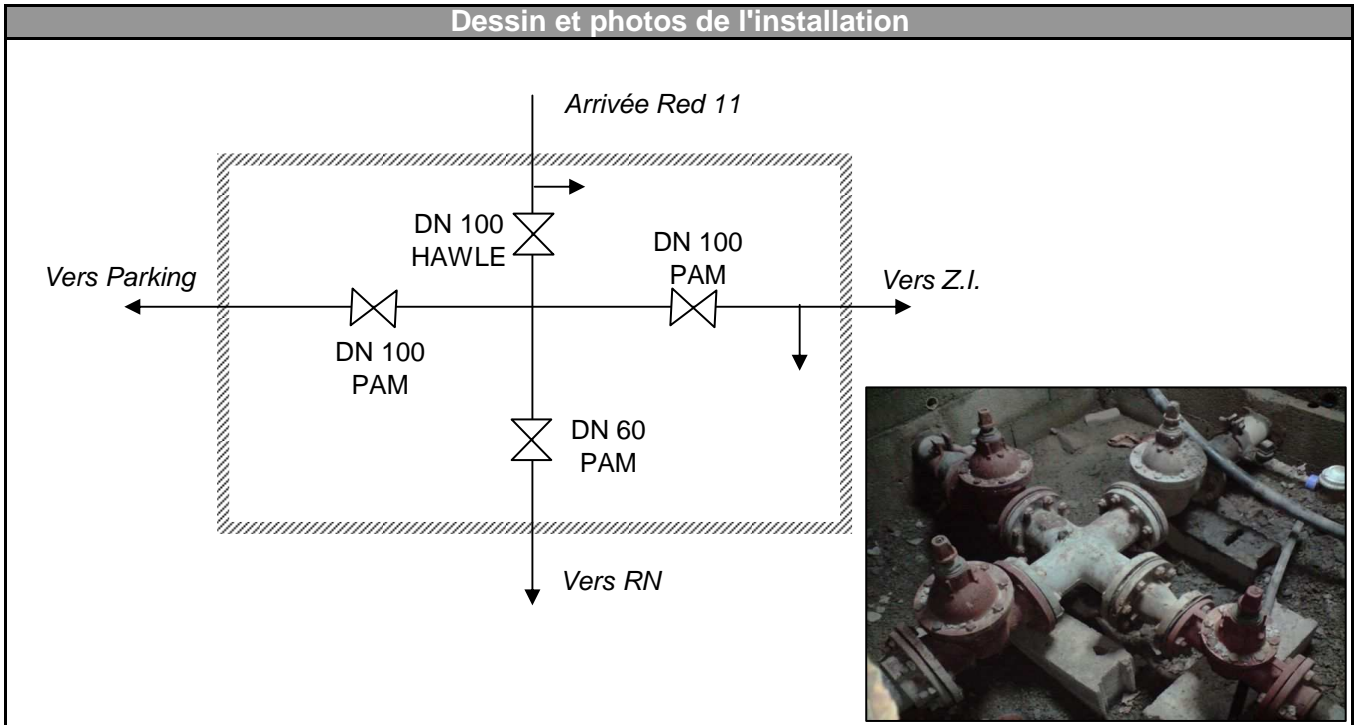 Dessin et photos de l'installation
Arrivée Red 11
DN 100
HAWLE
DN 100
PAM
Vers Parking
Vers Z.I.
DN 100
PAM
DN 60
PAM
Vers RN